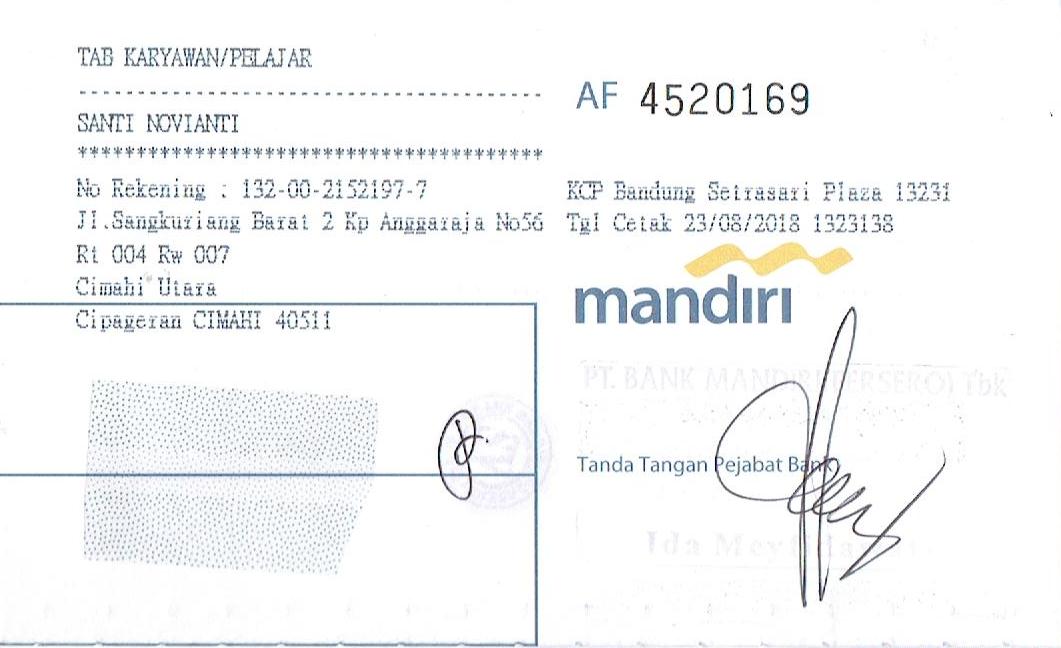 TAB KARYAWAN/PELAJAR
----------------------------------------
SANTI NOVIANTI
****************************************
No Rekening : 132-00-2152197-7
Jl.Sangkuriang Barat 2 Kp Anggaraja No56
Rt 004 Rw 007
Cimahi Utara
Cipageran CIMAHI 40511
AF 4520169
KCP Bandung Setrasari Plaza 13231
Tgl Cetak 23/08/2018 1323138
mandiri
PT. BANK MANDIRI (PERSERO) Tbk
Tanda Tangan Pejabat Bank
Ida